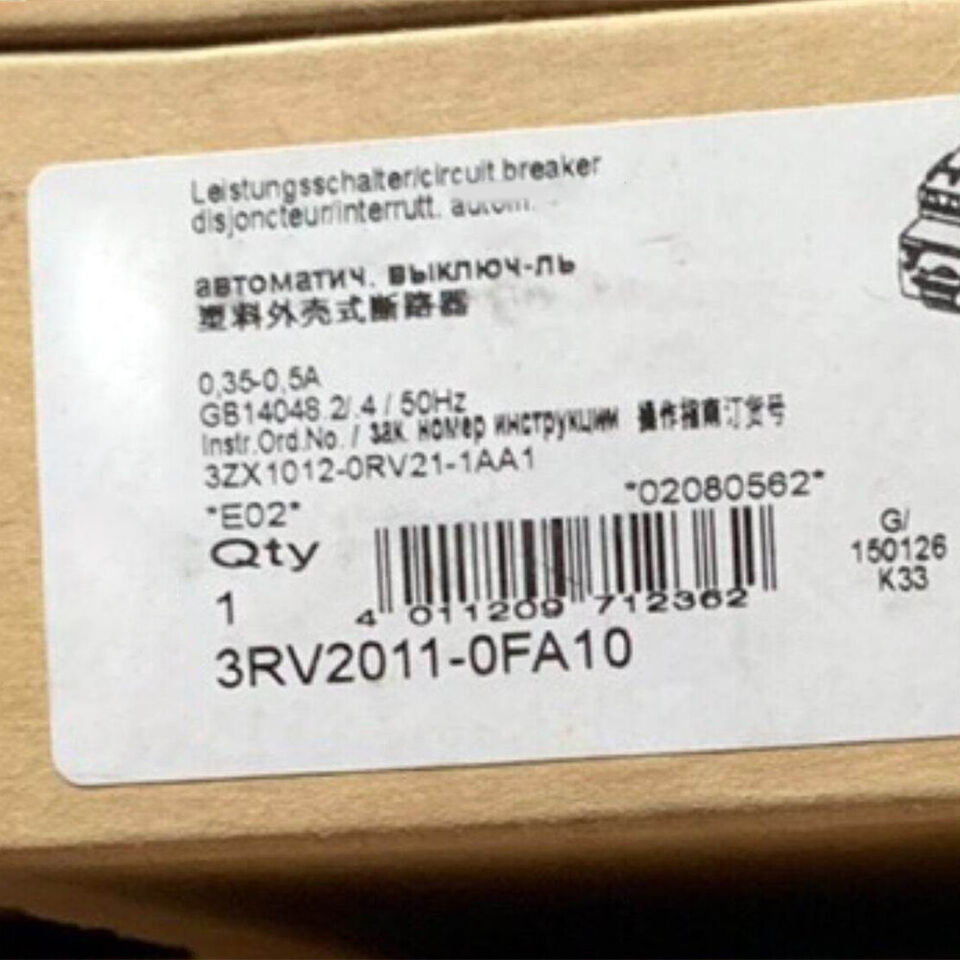 Leistungsschalter/circuit breaker
disjoncteur/interrutt. autom.
автоматич. выключ-ль
塑料外壳式断路器
0,35-0,5A
GB14048.2/.4 / 50Hz
Instr.Ord.No. / зак. номер инструкции 操作指南订货号
3ZX1012-0RV21-1AA1
*E02*
*02080562*
Qty
1
4 011209 712362
G/
150126
K33
3RV2011-0FA10